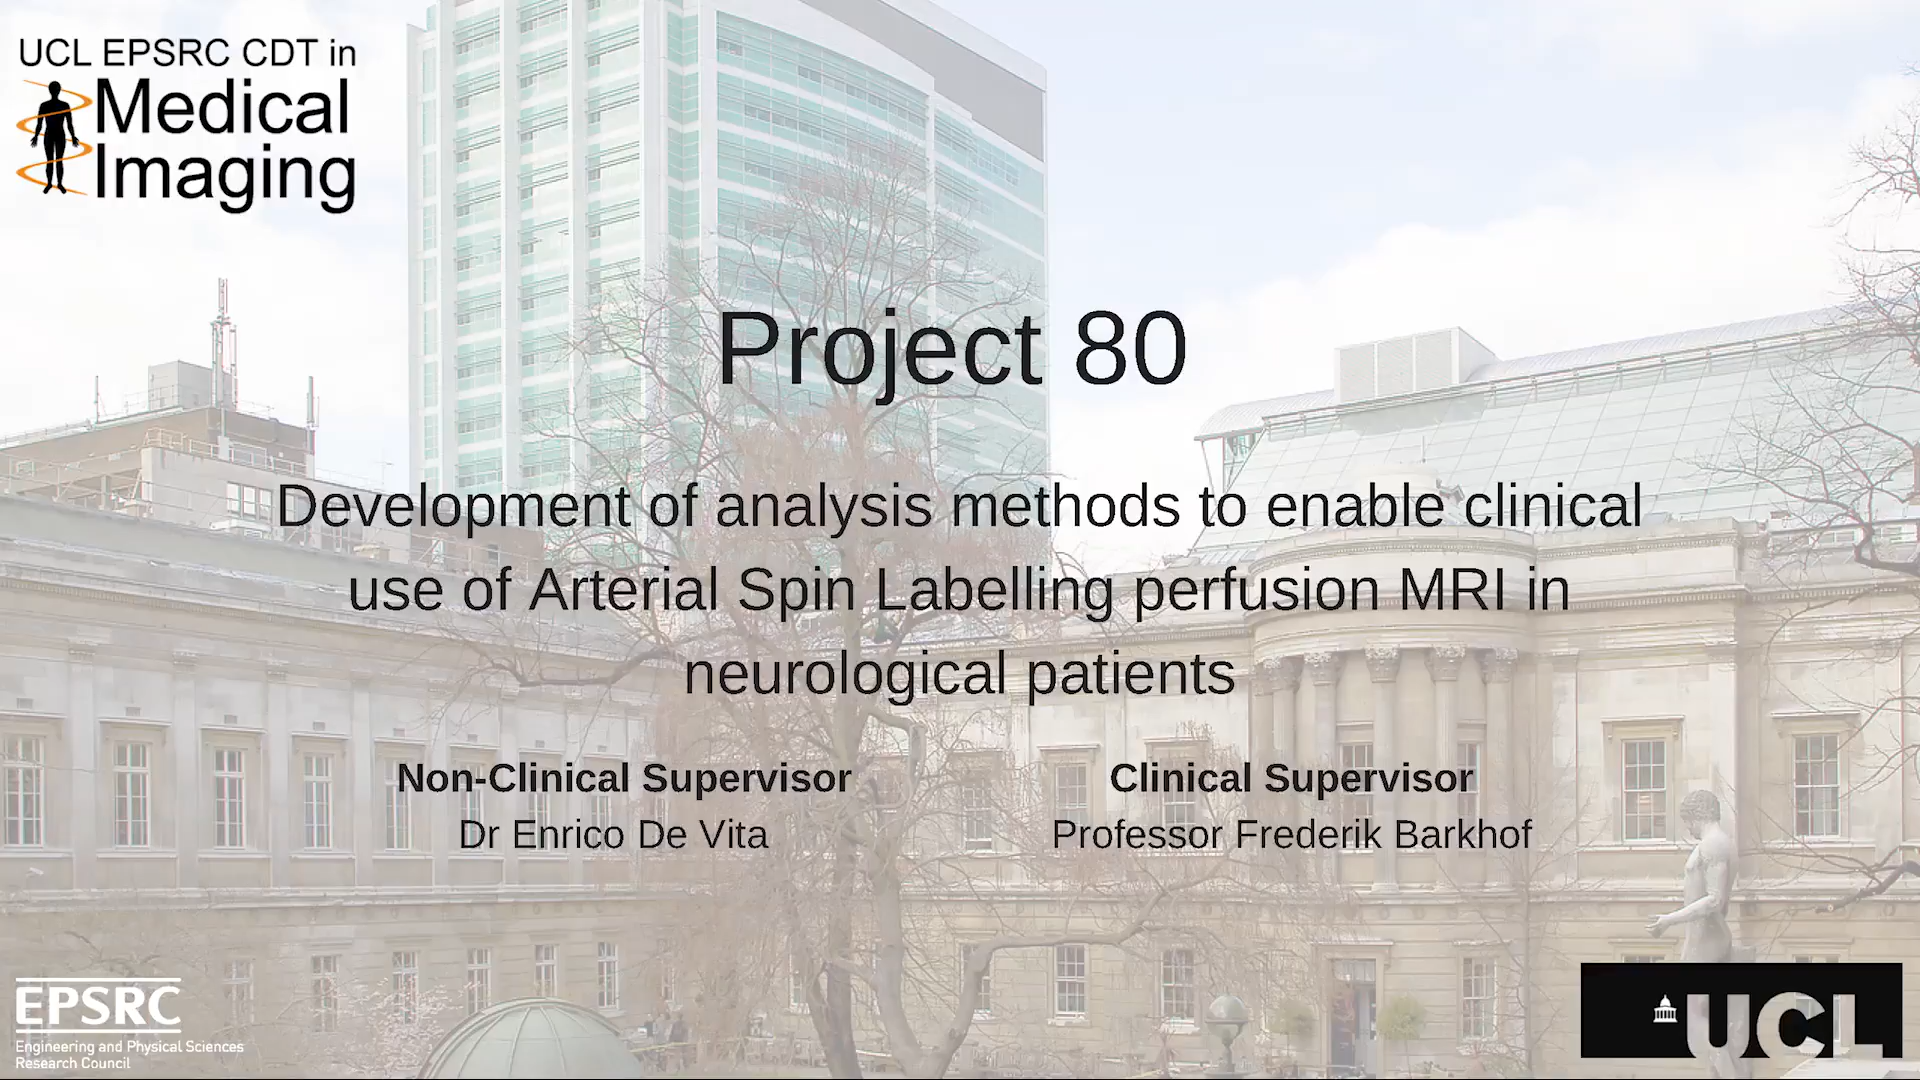 UCL EPSRC CDT in
Medical
Imaging
Project 80
Development of analysis methods to enable clinical
use of Arterial Spin Labelling perfusion MRI in
neurological patients
Non-Clinical Supervisor
Dr Enrico De Vita
Clinical Supervisor
Professor Frederik Barkhof
EPSRC
Engineering and Physical Sciences
Research Council
UCL